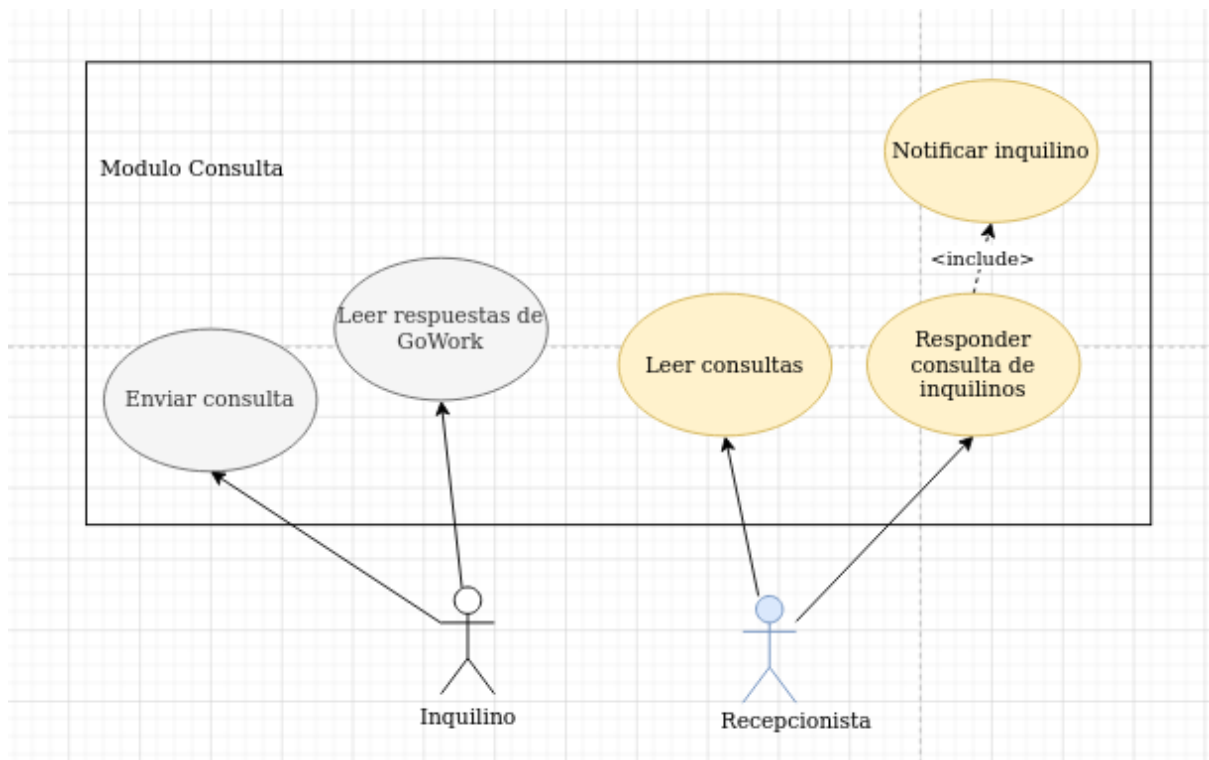 Notificar inquilino
Modulo Consulta
<include>
Leer respuestas de
GoWork
Enviar consulta
Leer consultas
Responder
consulta de
inquilinos
Inquilino
Recepcionista